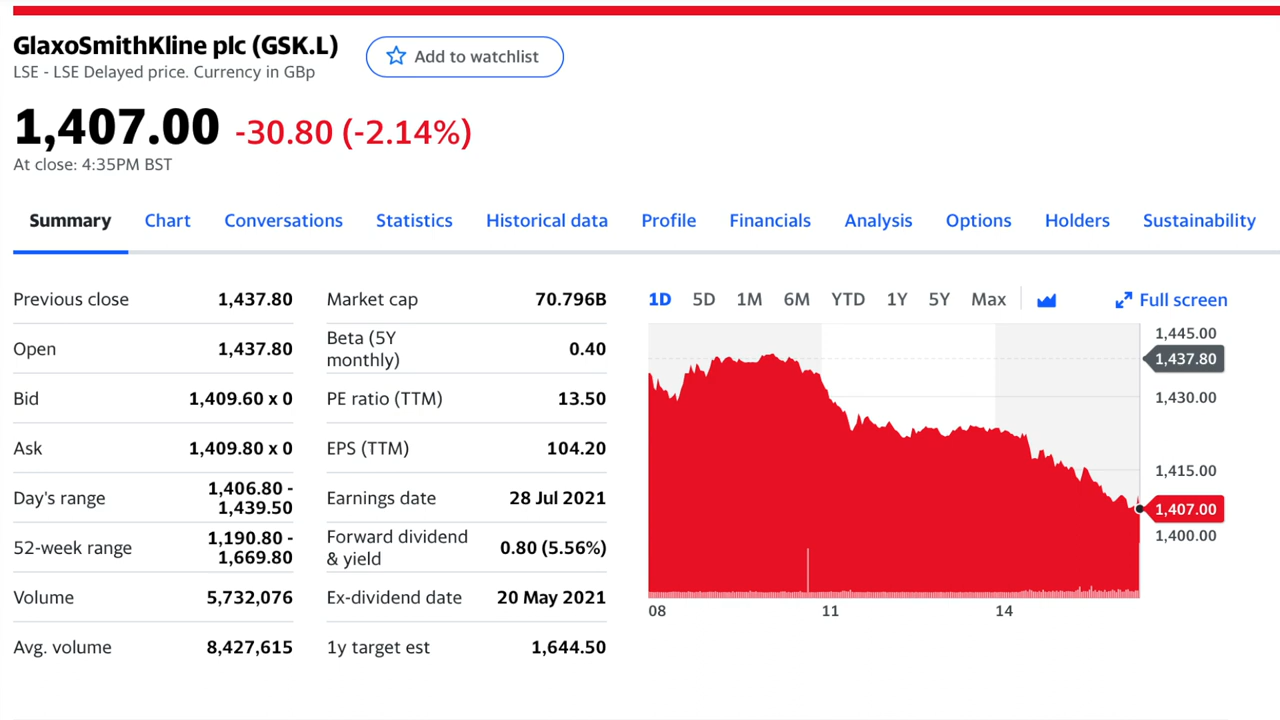 GlaxoSmithKline plc (GSK.L)
Add to watchlist
LSE - LSE Delayed price. Currency in GBp
1,407.00 -30.80 (-2.14%)
At close: 4:35PM BST
Summary Chart Conversations Statistics Historical data Profile Financials Analysis Options Holders Sustainability
Previous close 1,437.80
Open 1,437.80
Bid 1,409.60 x 0
Ask 1,409.80 x 0
Day's range 1,406.80 -
1,439.50
52-week range 1,190.80 -
1,669.80
Volume 5,732,076
Avg. volume 8,427,615
Market cap 70.796B
Beta (5Y
monthly) 0.40
PE ratio (TTM) 13.50
EPS (TTM) 104.20
Earnings date 28 Jul 2021
Forward dividend
& yield 0.80 (5.56%)
Ex-dividend date 20 May 2021
1y target est 1,644.50
1D 5D 1M 6M YTD 1Y 5Y Max Full screen
1,445.00
1,437.80
1,430.00
1,415.00
1,407.00
1,400.00
08 11 14